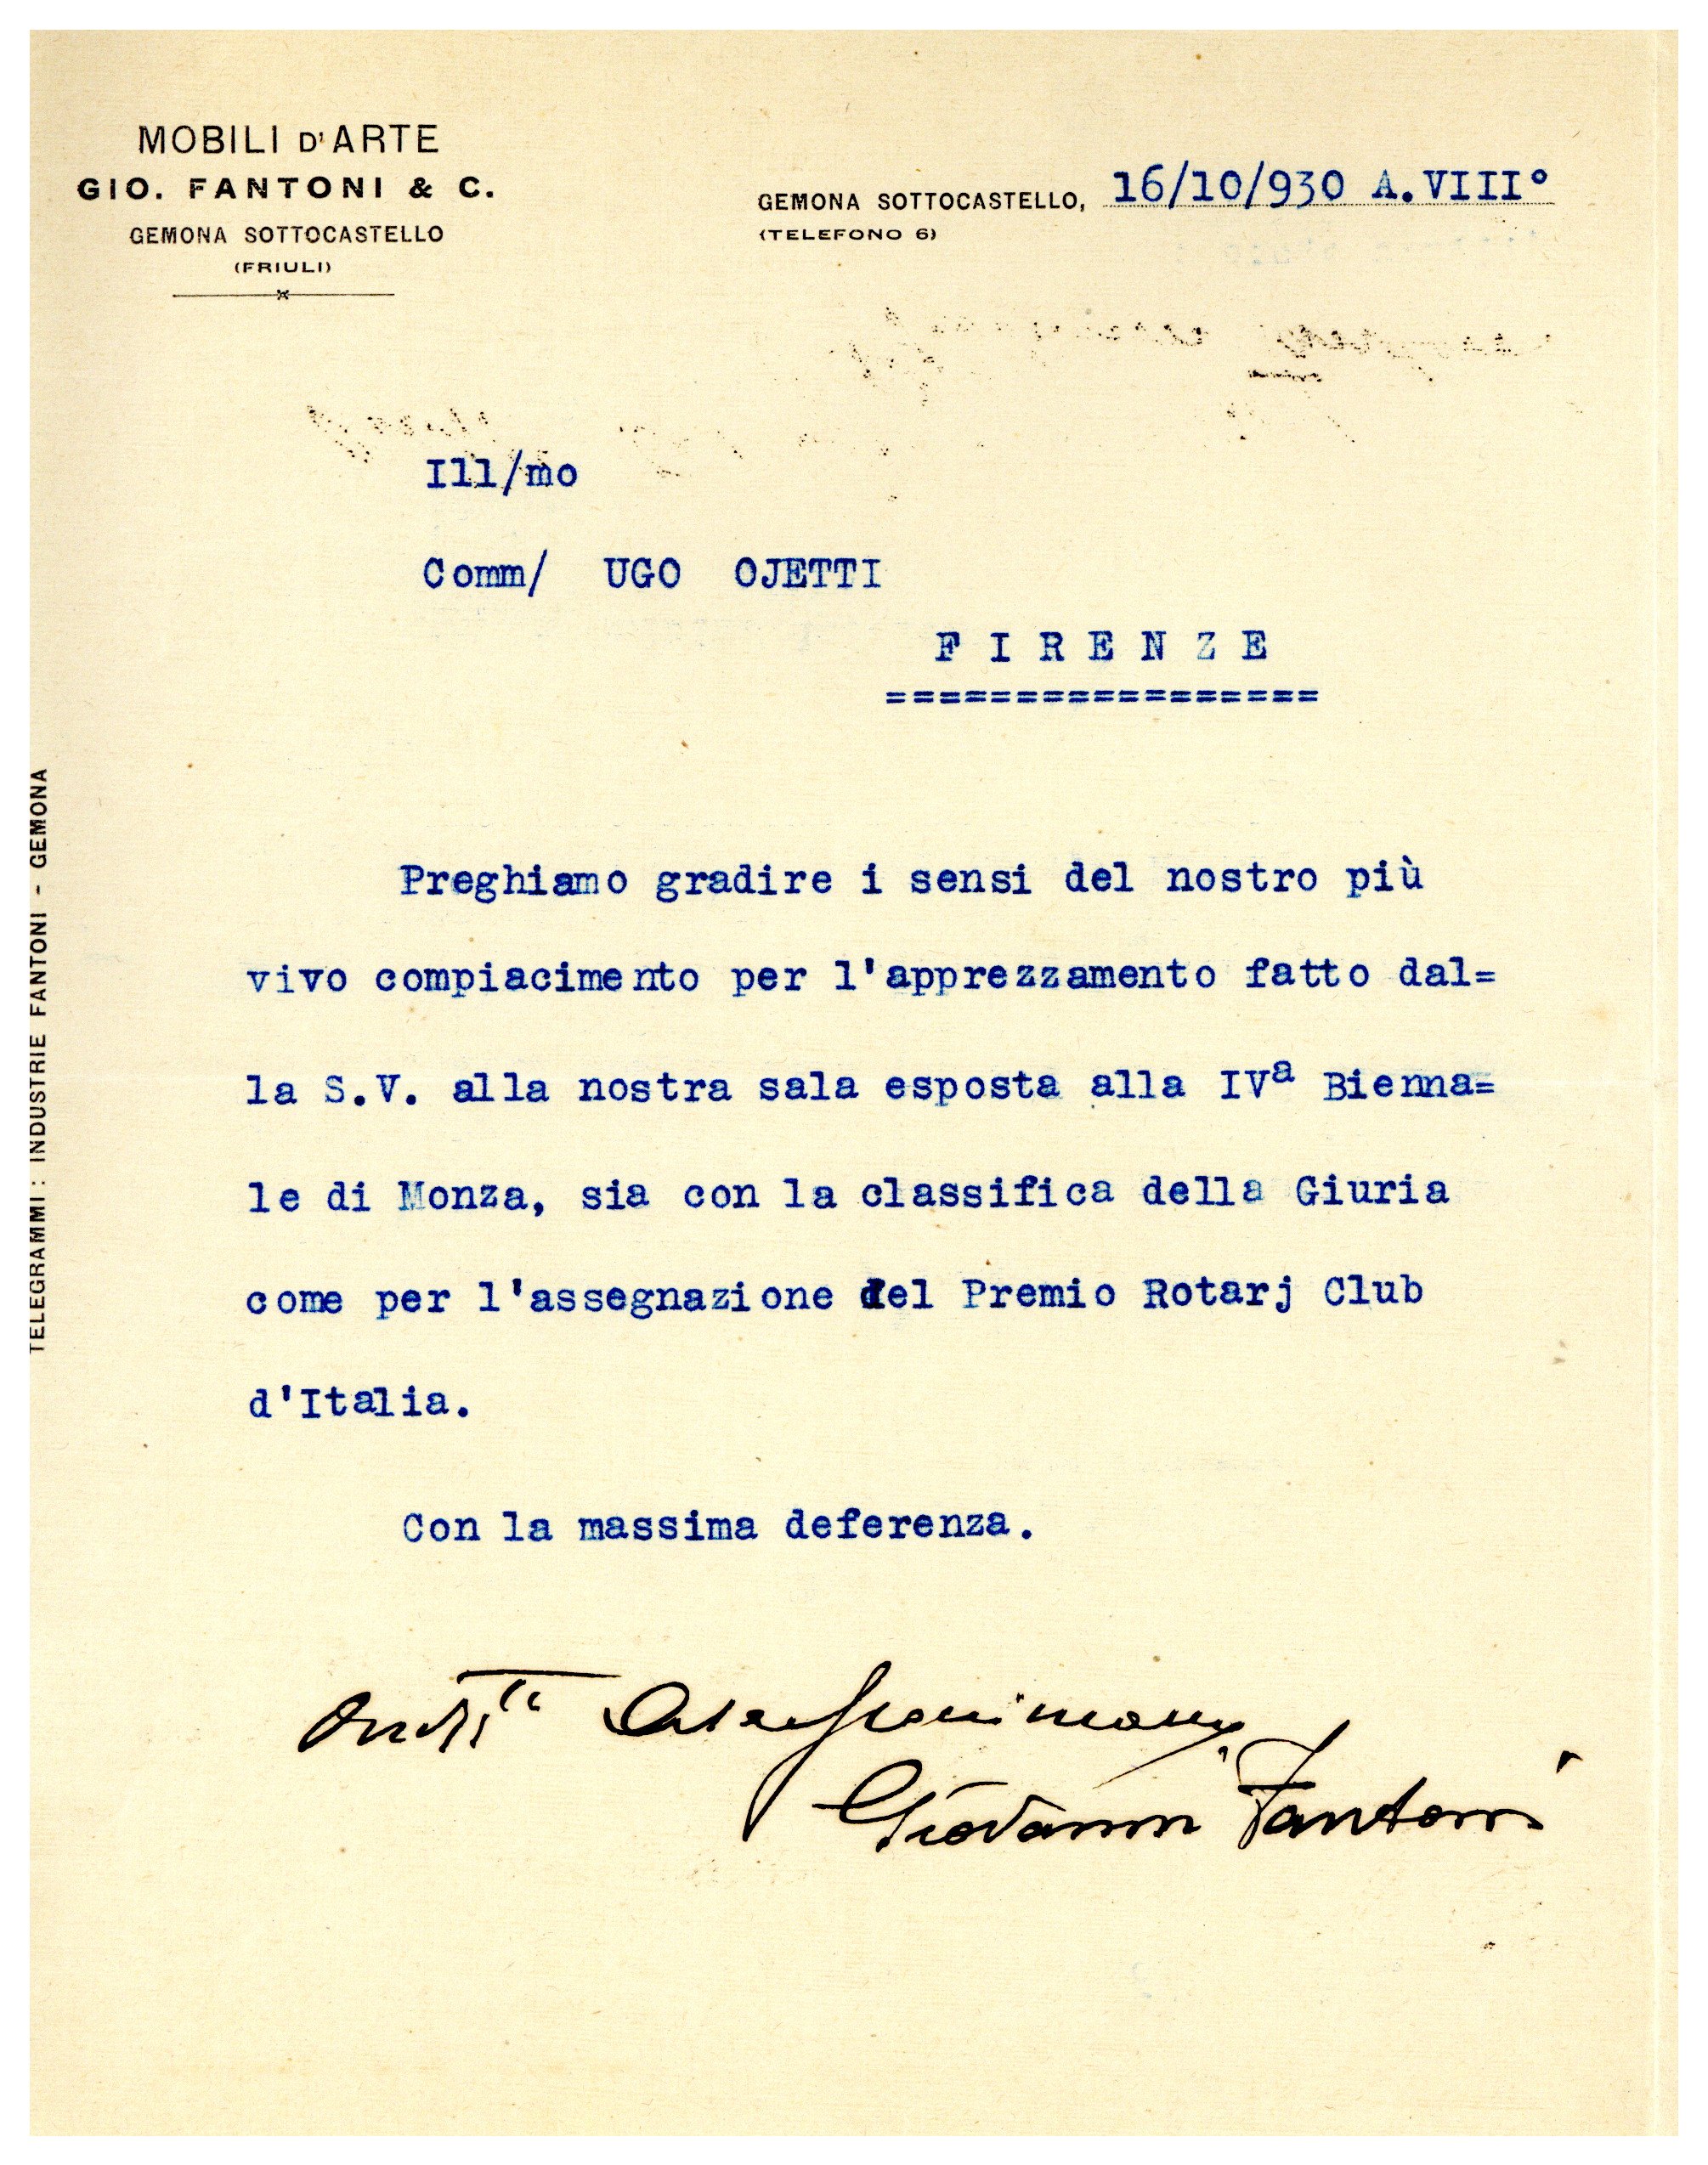 MOBILI D'ARTE
GIO. FANTONI & C.
GEMONA SOTTOCASTELLO
(FRIULI)
GEMONA SOTTOCASTELLO, 16/10/930 A.VIII°
(TELEFONO 6)
Ill/mo
Comm/ UGO OJETTI
F I R E N Z E
=================
Preghiamo gradire i sensi del nostro più
vivo compiacimento per l'apprezzamento fatto dal=
la S.V. alla nostra sala esposta alla IVª Bienna=
le di Monza, sia con la classifica della Giuria
come per l'assegnazione del Premio Rotarj Club
d'Italia.
Con la massima deferenza.
Giovanni Fantoni
TELEGRAMMI: INDUSTRIE FANTONI - GEMONA